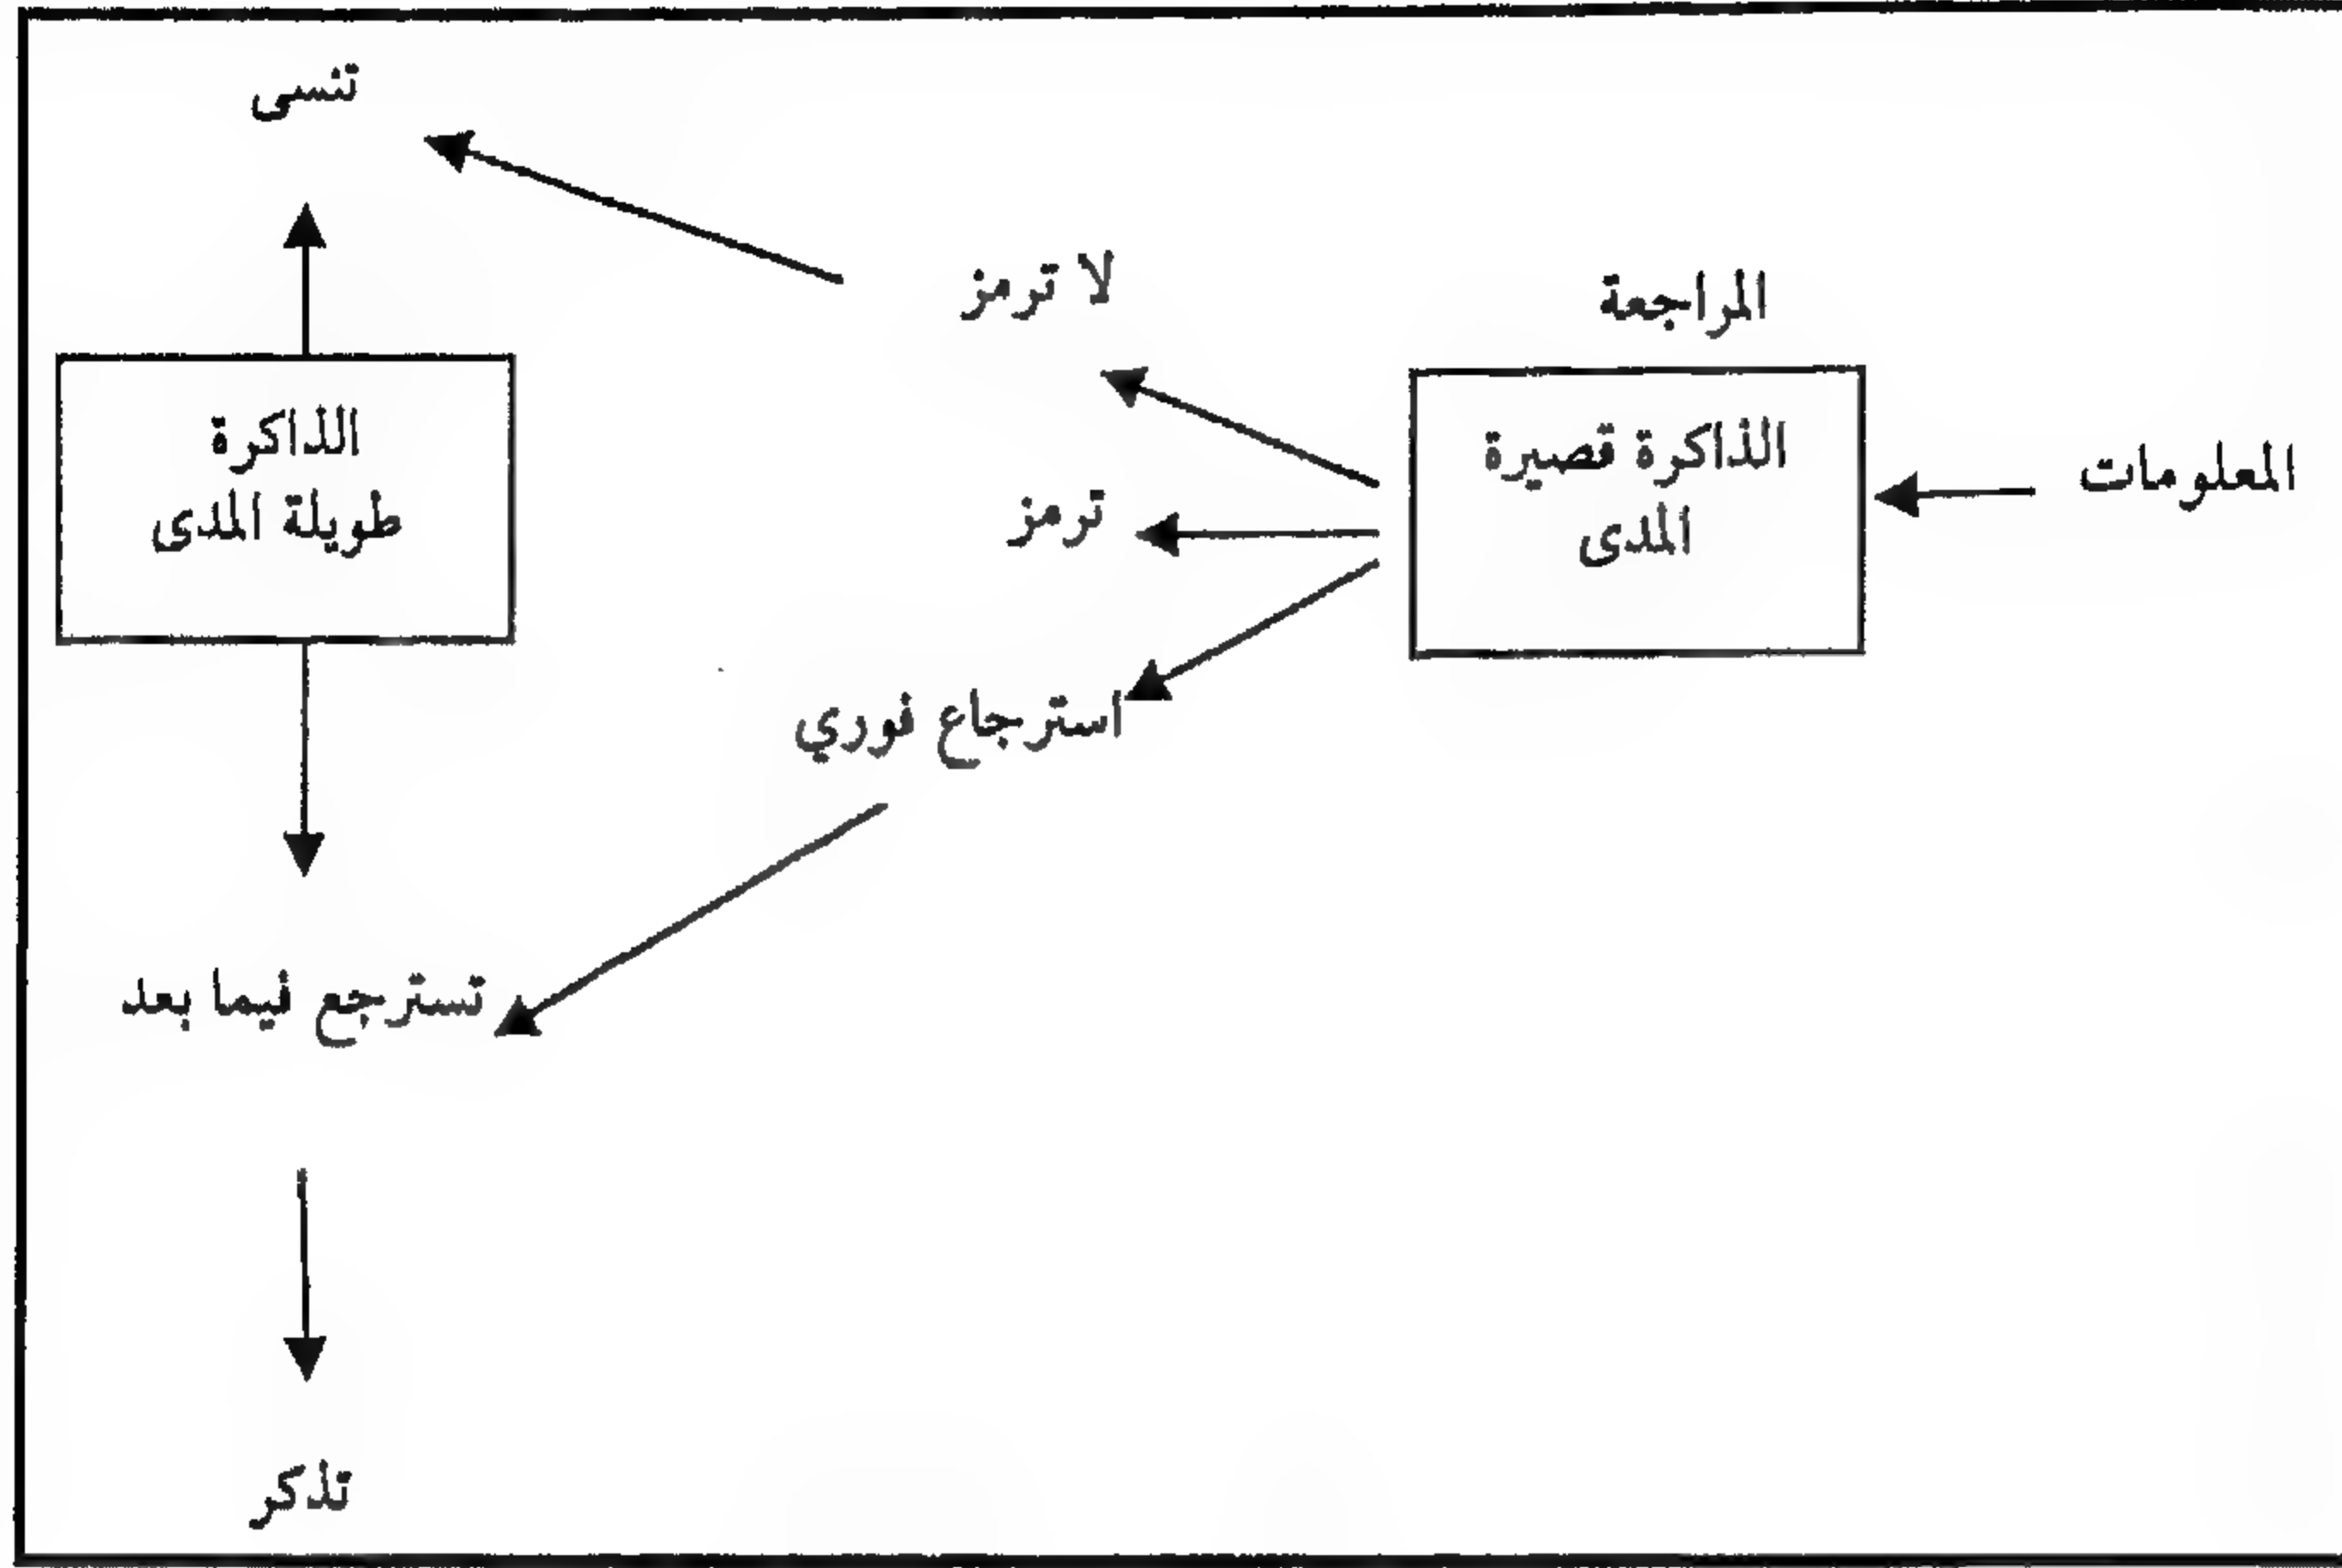 تنسى
لا ترمز
المراجعة
المعلومات
الذاكرة قصيرة
المدى
ترمز
الذاكرة
طويلة المدى
استرجاع فوري
تسترجع فيما بعد
تذكر